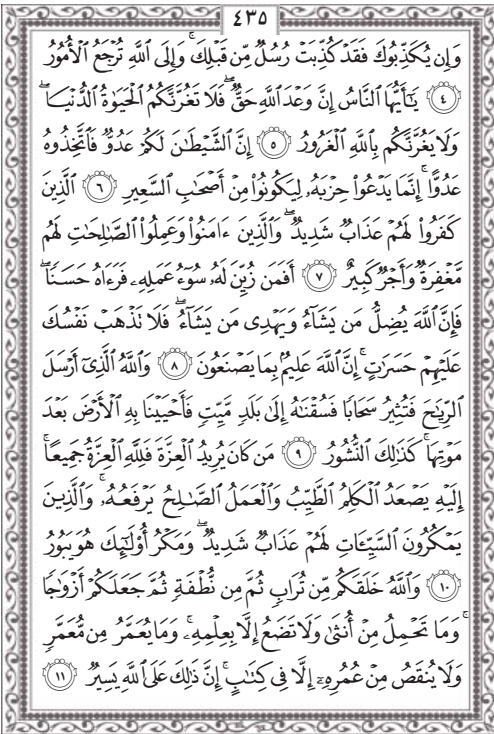 ٤٣٥
وَإِن يُكَذِّبُوكَ فَقَدْ كُذِّبَتْ رُسُلٌ مِّن قَبْلِكَ ۚ وَإِلَى ٱللَّهِ تُرْجَعُ ٱلْأُمُورُ
٤ يَٰٓأَيُّهَا ٱلنَّاسُ إِنَّ وَعْدَ ٱللَّهِ حَقٌّ ۖ فَلَا تَغُرَّنَّكُمُ ٱلْحَيَوٰةُ ٱلدُّنْيَا ۖ
وَلَا يَغُرَّنَّكُم بِٱللَّهِ ٱلْغَرُورُ ٥ إِنَّ ٱلشَّيْطَٰنَ لَكُمْ عَدُوٌّ فَٱتَّخِذُوهُ
عَدُوًّا ۚ إِنَّمَا يَدْعُوا۟ حِزْبَهُۥ لِيَكُونُوا۟ مِنْ أَصْحَٰبِ ٱلسَّعِيرِ ٦ ٱلَّذِينَ
كَفَرُوا۟ لَهُمْ عَذَابٌ شَدِيدٌ ۖ وَٱلَّذِينَ ءَامَنُوا۟ وَعَمِلُوا۟ ٱلصَّٰلِحَٰتِ لَهُم
مَّغْفِرَةٌ وَأَجْرٌ كَبِيرٌ ٧ أَفَمَن زُيِّنَ لَهُۥ سُوٓءُ عَمَلِهِۦ فَرَءَاهُ حَسَنًا ۖ
فَإِنَّ ٱللَّهَ يُضِلُّ مَن يَشَآءُ وَيَهْدِى مَن يَشَآءُ ۖ فَلَا تَذْهَبْ نَفْسُكَ
عَلَيْهِمْ حَسَرَٰتٍ ۚ إِنَّ ٱللَّهَ عَلِيمٌۢ بِمَا يَصْنَعُونَ ٨ وَٱللَّهُ ٱلَّذِىٓ أَرْسَلَ
ٱلرِّيَٰحَ فَتُثِيرُ سَحَابًا فَسُقْنَٰهُ إِلَىٰ بَلَدٍ مَّيِّتٍ فَأَحْيَيْنَا بِهِ ٱلْأَرْضَ بَعْدَ
مَوْتِهَا ۚ كَذَٰلِكَ ٱلنُّشُورُ ٩ مَن كَانَ يُرِيدُ ٱلْعِزَّةَ فَلِلَّهِ ٱلْعِزَّةُ جَمِيعًا ۚ
إِلَيْهِ يَصْعَدُ ٱلْكَلِمُ ٱلطَّيِّبُ وَٱلْعَمَلُ ٱلصَّٰلِحُ يَرْفَعُهُۥ ۚ وَٱلَّذِينَ
يَمْكُرُونَ ٱلسَّيِّـَٔاتِ لَهُمْ عَذَابٌ شَدِيدٌ ۖ وَمَكْرُ أُو۟لَٰٓئِكَ هُوَ يَبُورُ
١٠ وَٱللَّهُ خَلَقَكُم مِّن تُرَابٍ ثُمَّ مِن نُّطْفَةٍ ثُمَّ جَعَلَكُمْ أَزْوَٰجًا
ۚ وَمَا تَحْمِلُ مِنْ أُنثَىٰ وَلَا تَضَعُ إِلَّا بِعِلْمِهِۦ ۚ وَمَا يُعَمَّرُ مِن مُّعَمَّرٍ
وَلَا يُنقَصُ مِنْ عُمُرِهِۦٓ إِلَّا فِى كِتَٰبٍ ۚ إِنَّ ذَٰلِكَ عَلَى ٱللَّهِ يَسِيرٌ ١١